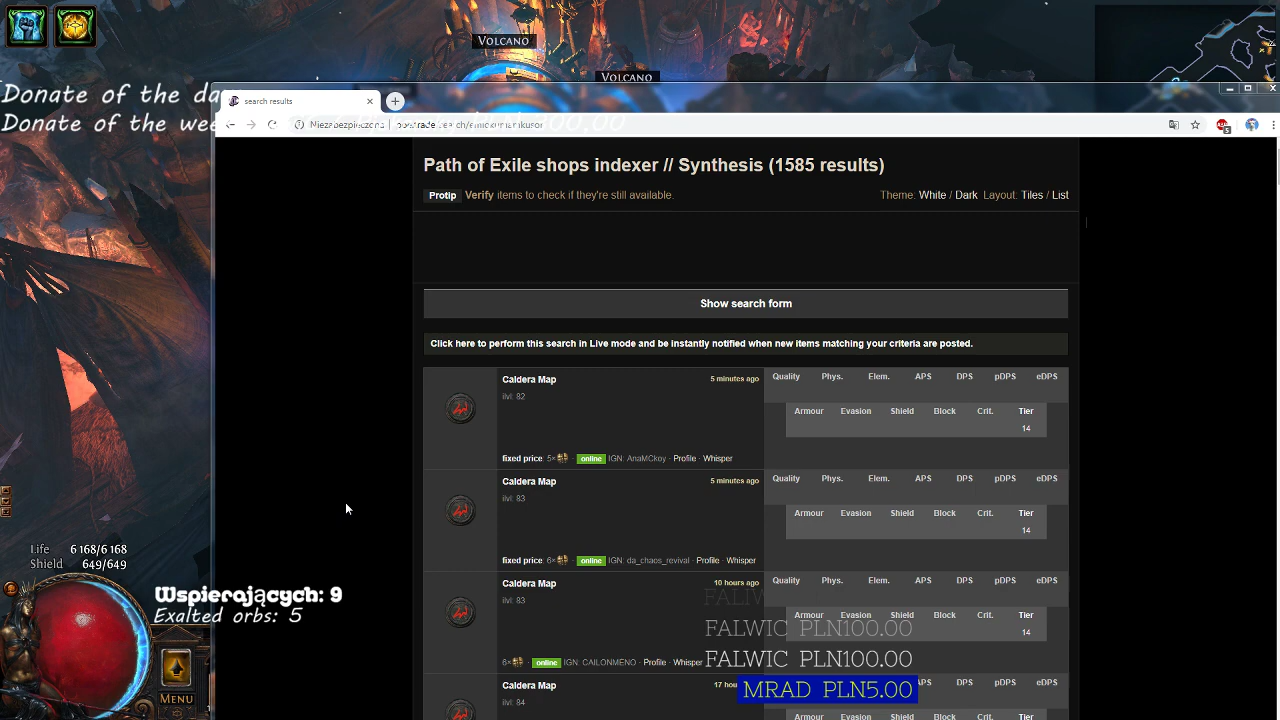 VOLCANO
VOLCANO
Donate of the da
Donate of the wee
search results
Path of Exile shops indexer // Synthesis (1585 results)
Protip Verify items to check if they're still available.
Theme: White / Dark Layout: Tiles / List
Show search form
Click here to perform this search in Live mode and be instantly notified when new items matching your criteria are posted.
Caldera Map 5 minutes ago
ilvl: 82
fixed price: 5× · online IGN: AnaMCkoy · Profile · Whisper
Quality Phys. Elem. APS DPS pDPS eDPS
Armour Evasion Shield Block Crit. Tier
14
Caldera Map 5 minutes ago
ilvl: 83
fixed price: 6× · online IGN: da_chaos_revival · Profile · Whisper
Quality Phys. Elem. APS DPS pDPS eDPS
Armour Evasion Shield Block Crit. Tier
14
Caldera Map 10 hours ago
ilvl: 83
6× · online IGN: CAILONMENO · Profile · Whisper
Quality Phys. Elem. APS DPS pDPS eDPS
Armour Evasion Shield Block Crit. Tier
14
Caldera Map 17 hou
ilvl: 84
Quality Phys. Elem. APS DPS pDPS eDPS
Armour Evasion Shield Block Crit. Tier
FALWIC PLN100.00
FALWIC PLN100.00
MRAD PLN5.00
Life 6 168/6 168
Shield 649/649
Wspierających: 9
Exalted orbs: 5
MENU